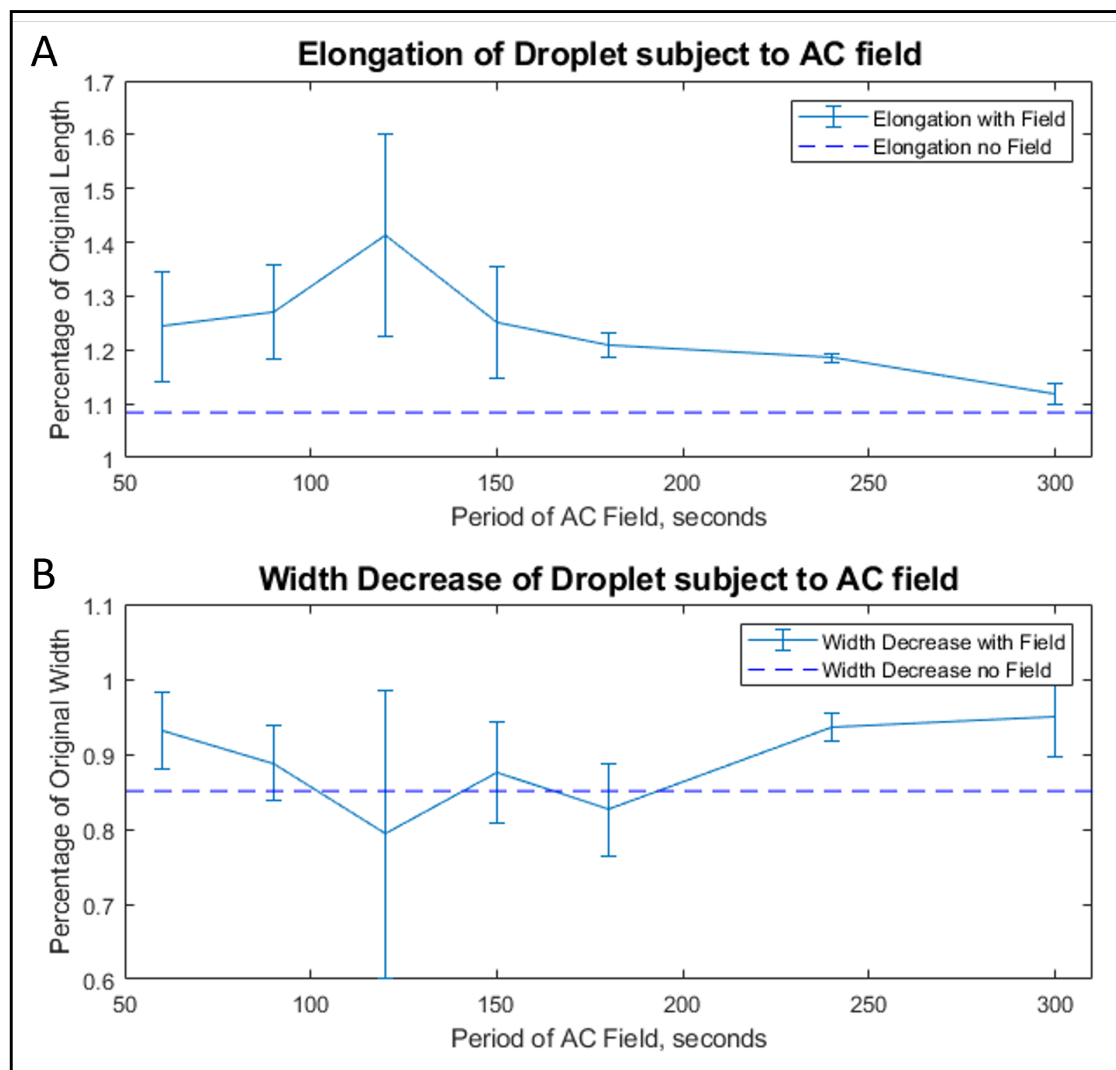 A
Elongation of Droplet subject to AC field
Percentage of Original Length
1.7
1.6
1.5
1.4
1.3
1.2
1.1
1
Elongation with Field
Elongation no Field
50 100 150 200 250 300
Period of AC Field, seconds
B
Width Decrease of Droplet subject to AC field
Percentage of Original Width
1.1
1
0.9
0.8
0.7
0.6
Width Decrease with Field
Width Decrease no Field
50 100 150 200 250 300
Period of AC Field, seconds